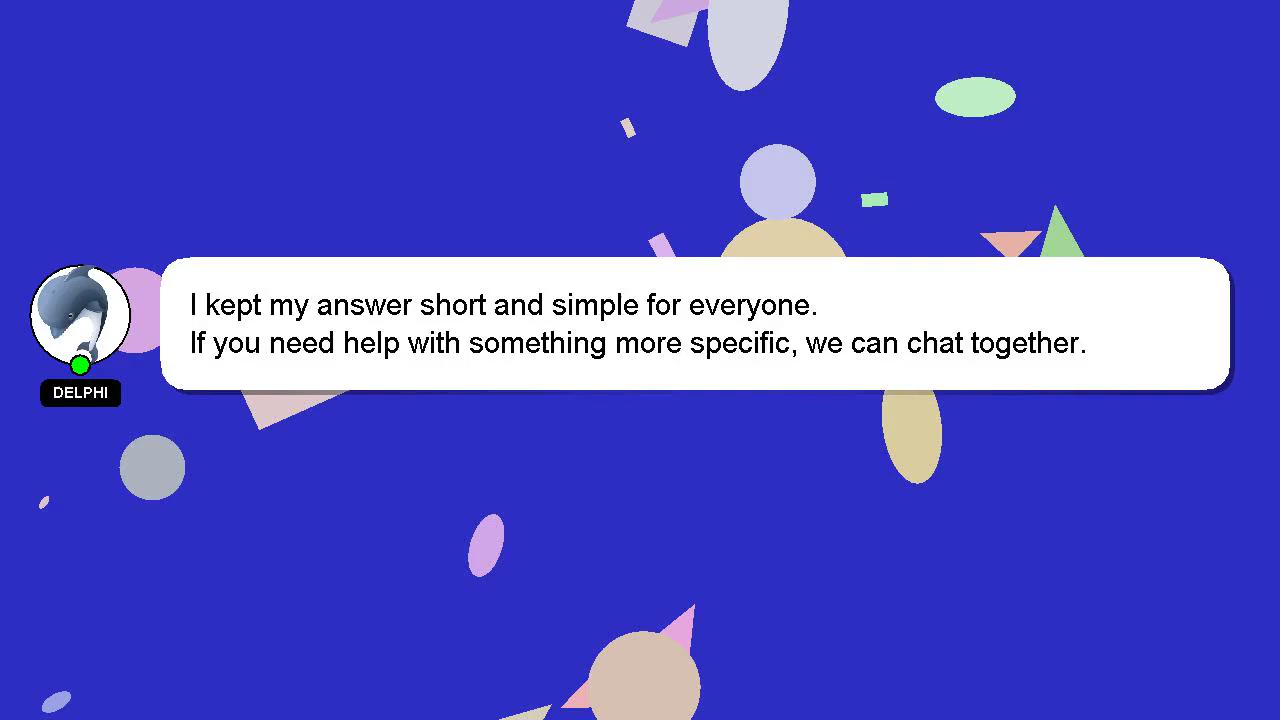 I kept my answer short and simple for everyone.
If you need help with something more specific, we can chat together.
DELPHI